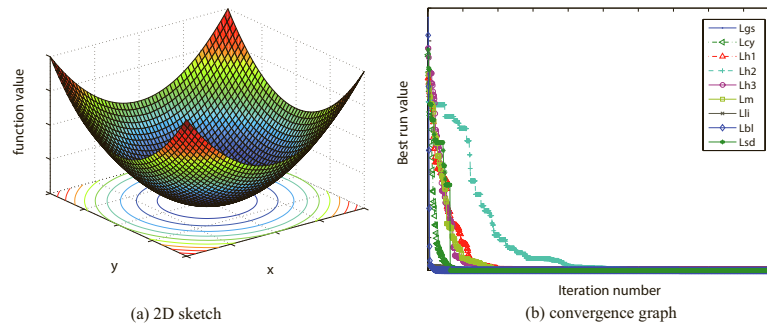 function value
y
x
(a) 2D sketch
Best run value
Lgs
Lcy
Lh1
Lh2
Lh3
Lm
Lli
Lbl
Lsd
Iteration number
(b) convergence graph